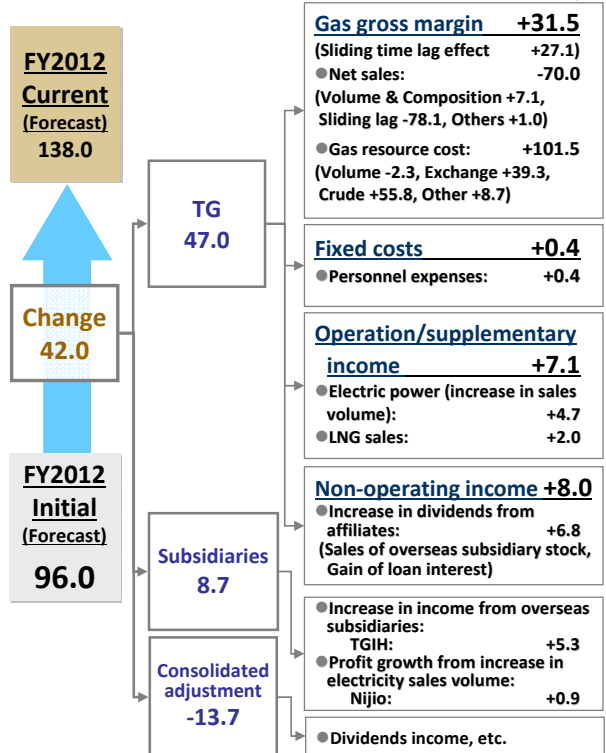 FY2012
Current
(Forecast)
138.0
Change
42.0
FY2012
Initial
(Forecast)
96.0
TG
47.0
Subsidiaries
8.7
Consolidated
adjustment
-13.7
Gas gross margin +31.5
(Sliding time lag effect +27.1)
●Net sales: -70.0
(Volume & Composition +7.1,
Sliding lag -78.1, Others +1.0)
●Gas resource cost: +101.5
(Volume -2.3, Exchange +39.3,
Crude +55.8, Other +8.7)
Fixed costs +0.4
●Personnel expenses: +0.4
Operation/supplementary
income +7.1
●Electric power (increase in sales
volume): +4.7
●LNG sales: +2.0
Non-operating income +8.0
●Increase in dividends from
affiliates: +6.8
(Sales of overseas subsidiary stock,
Gain of loan interest)
●Increase in income from overseas
subsidiaries:
TGIH: +5.3
●Profit growth from increase in
electricity sales volume:
Nijio: +0.9
●Dividends income, etc.